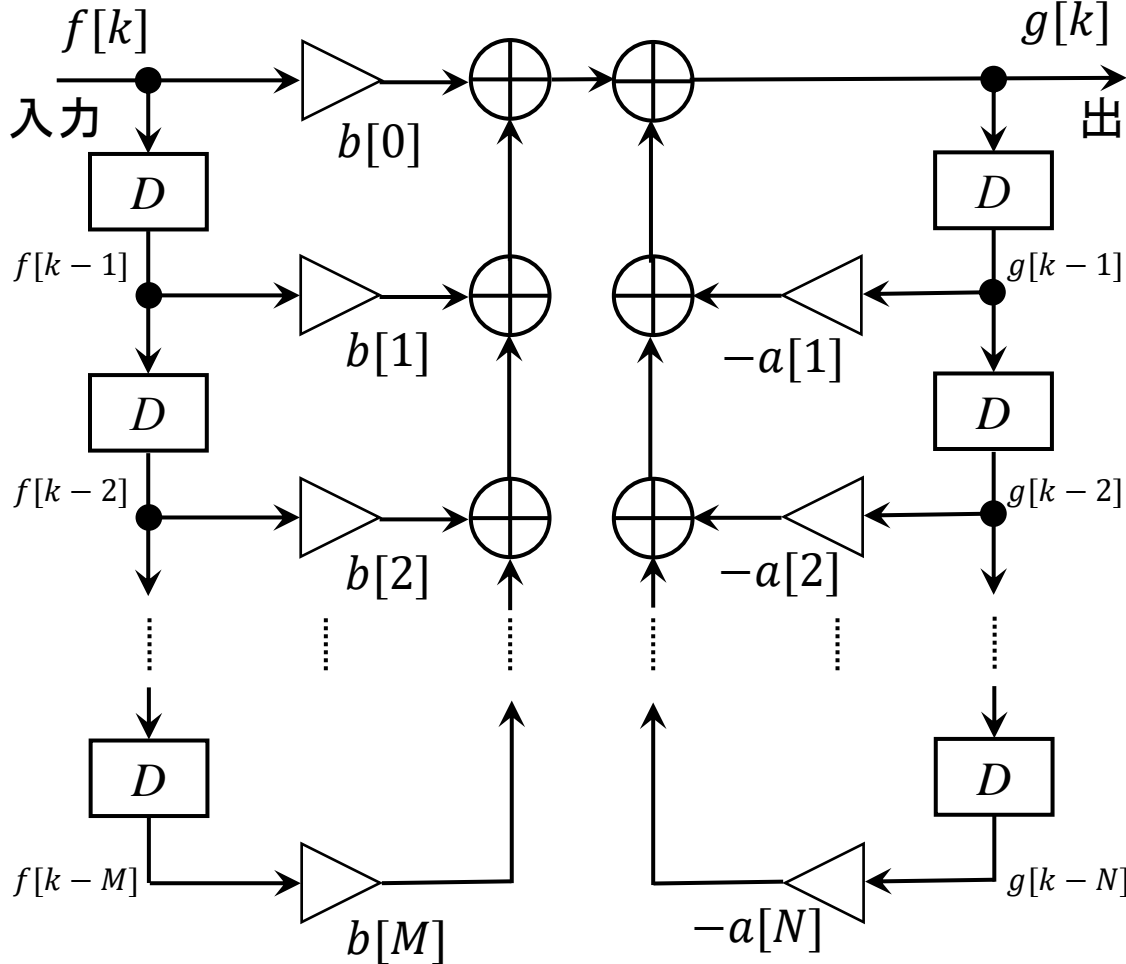 f[k]
g[k]
入力
出
b[0]
D
D
f[k − 1]
g[k − 1]
b[1]
−a[1]
D
D
f[k − 2]
g[k − 2]
b[2]
−a[2]
D
D
f[k − M]
g[k − N]
b[M]
−a[N]